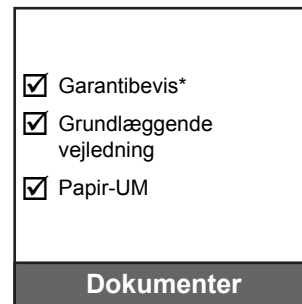 Garantibevis*
Grundlæggende
vejledning
Papir-UM
Dokumenter